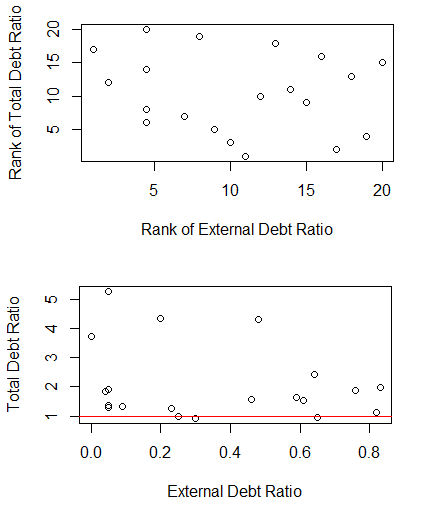 Rank of Total Debt Ratio
20
15
10
5
5 10 15 20
Rank of External Debt Ratio
Total Debt Ratio
5
4
3
2
1
0.0 0.2 0.4 0.6 0.8
External Debt Ratio